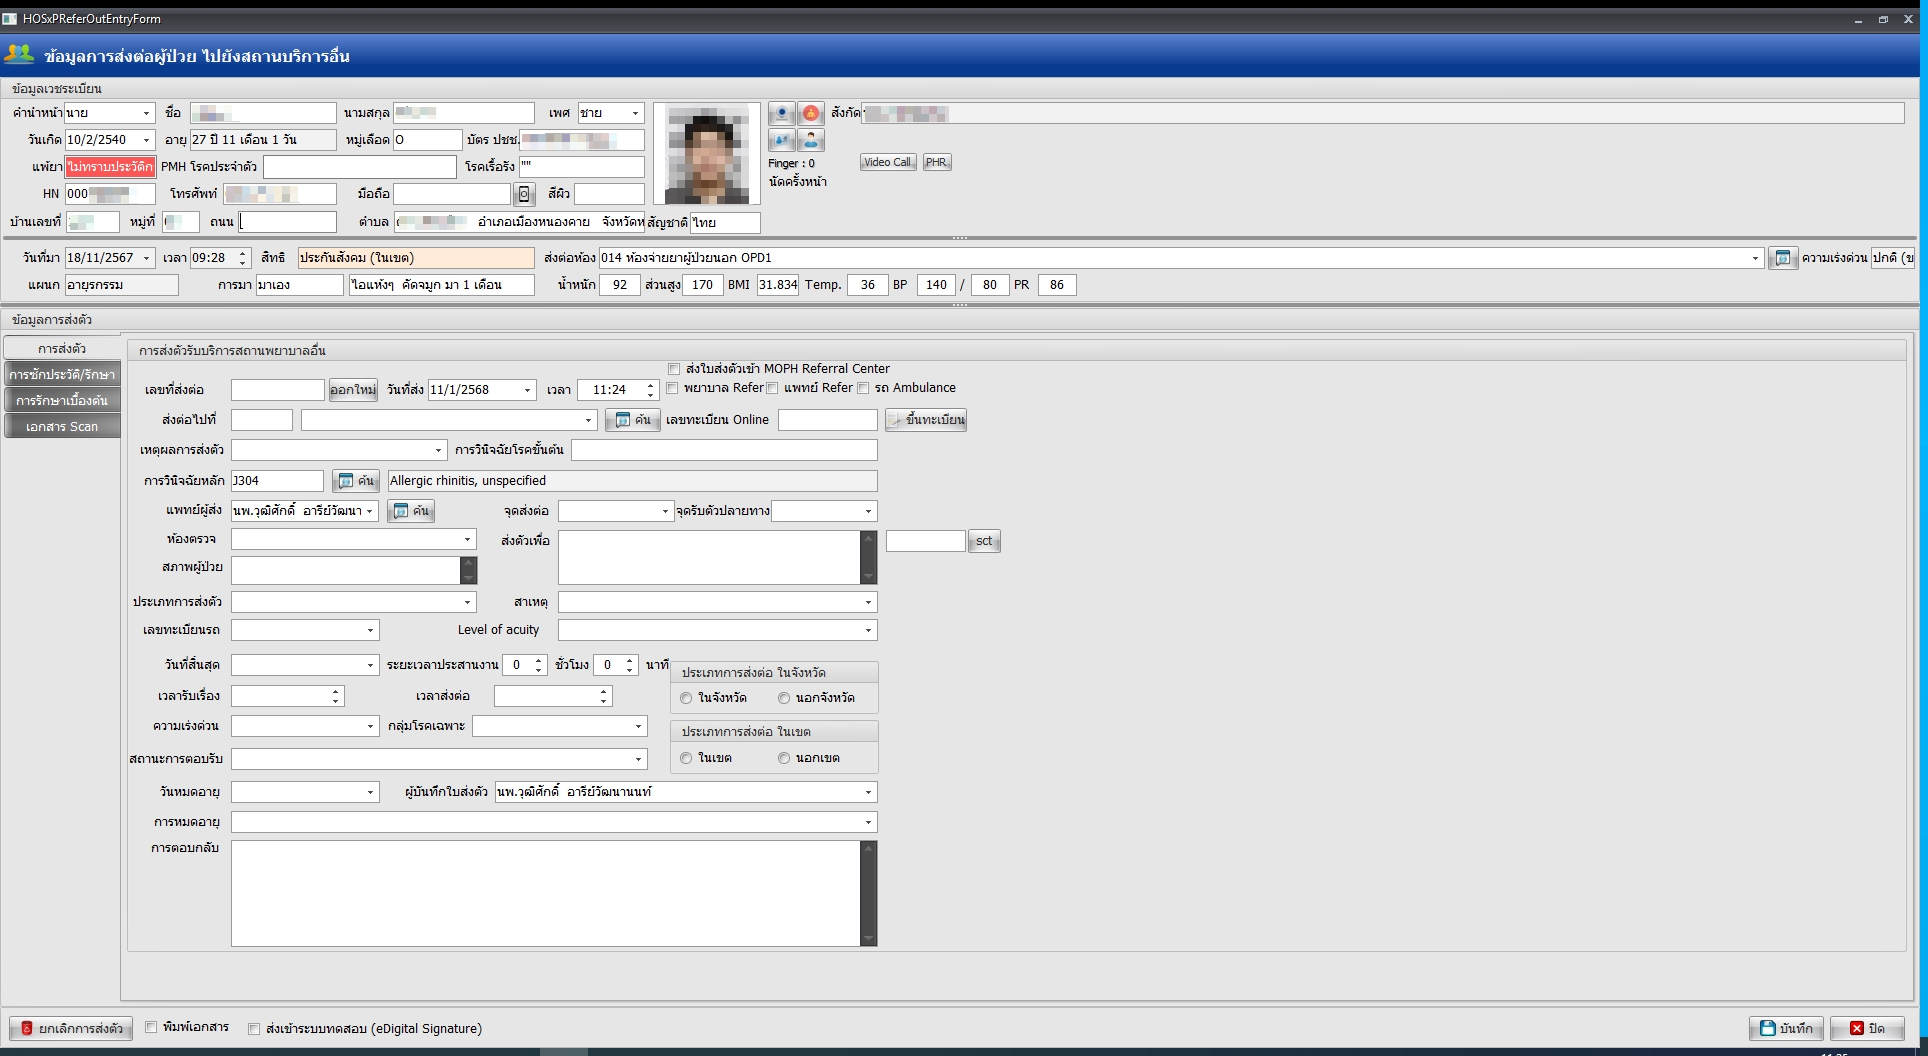 HOSxPReferOutEntryForm
ข้อมูลการส่งต่อผู้ป่วย ไปยังสถานบริการอื่น
ข้อมูลเวชระเบียน
คำนำหน้า นาย ชื่อ นามสกุล เพศ ชาย สังกัด
วันเกิด 10/2/2540 อายุ 27 ปี 11 เดือน 1 วัน หมู่เลือด O บัตร ปชช.
แพ้ยา ไม่ทราบประวัติก PMH โรคประจำตัว โรคเรื้อรัง "" Finger : 0 Video Call PHR
นัดครั้งหน้า
HN 000 โทรศัพท์ มือถือ สีผิว
บ้านเลขที่ หมู่ที่ ถนน ตำบล อำเภอเมืองหนองคาย จังหวัดห สัญชาติ ไทย
วันที่มา 18/11/2567 เวลา 09:28 สิทธิ ประกันสังคม (ในเขต) ส่งต่อห้อง 014 ห้องจ่ายยาผู้ป่วยนอก OPD1 ความเร่งด่วน ปกติ (ข
แผนก อายุรกรรม การมา มาเอง ไอแห้งๆ คัดจมูก มา 1 เดือน น้ำหนัก 92 ส่วนสูง 170 BMI 31.834 Temp. 36 BP 140 / 80 PR 86
ข้อมูลการส่งตัว
การส่งตัว
การซักประวัติ/รักษา
การรักษาเบื้องต้น
เอกสาร Scan
การส่งตัวรับบริการสถานพยาบาลอื่น
ส่งใบส่งตัวเข้า MOPH Referral Center
เลขที่ส่งต่อ ออกใหม่ วันที่ส่ง 11/1/2568 เวลา 11:24 พยาบาล Refer แพทย์ Refer รถ Ambulance
ส่งต่อไปที่ ค้น เลขทะเบียน Online ขึ้นทะเบียน
เหตุผลการส่งตัว การวินิจฉัยโรคขั้นต้น
การวินิจฉัยหลัก J304 ค้น Allergic rhinitis, unspecified
แพทย์ผู้ส่ง นพ.วุฒิศักดิ์ อารีย์วัฒนา ค้น จุดส่งต่อ จุดรับตัวปลายทาง
ห้องตรวจ ส่งตัวเพื่อ sct
สภาพผู้ป่วย
ประเภทการส่งตัว สาเหตุ
เลขทะเบียนรถ Level of acuity
วันที่สิ้นสุด ระยะเวลาประสานงาน 0 ชั่วโมง 0 นาที ประเภทการส่งต่อ ในจังหวัด
เวลารับเรื่อง เวลาส่งต่อ ในจังหวัด นอกจังหวัด
ความเร่งด่วน กลุ่มโรคเฉพาะ ประเภทการส่งต่อ ในเขต
สถานะการตอบรับ ในเขต นอกเขต
วันหมดอายุ ผู้บันทึกใบส่งตัว นพ.วุฒิศักดิ์ อารีย์วัฒนานนท์
การหมดอายุ
การตอบกลับ
ยกเลิกการส่งตัว พิมพ์เอกสาร ส่งเข้าระบบทดสอบ (eDigital Signature) บันทึก ปิด